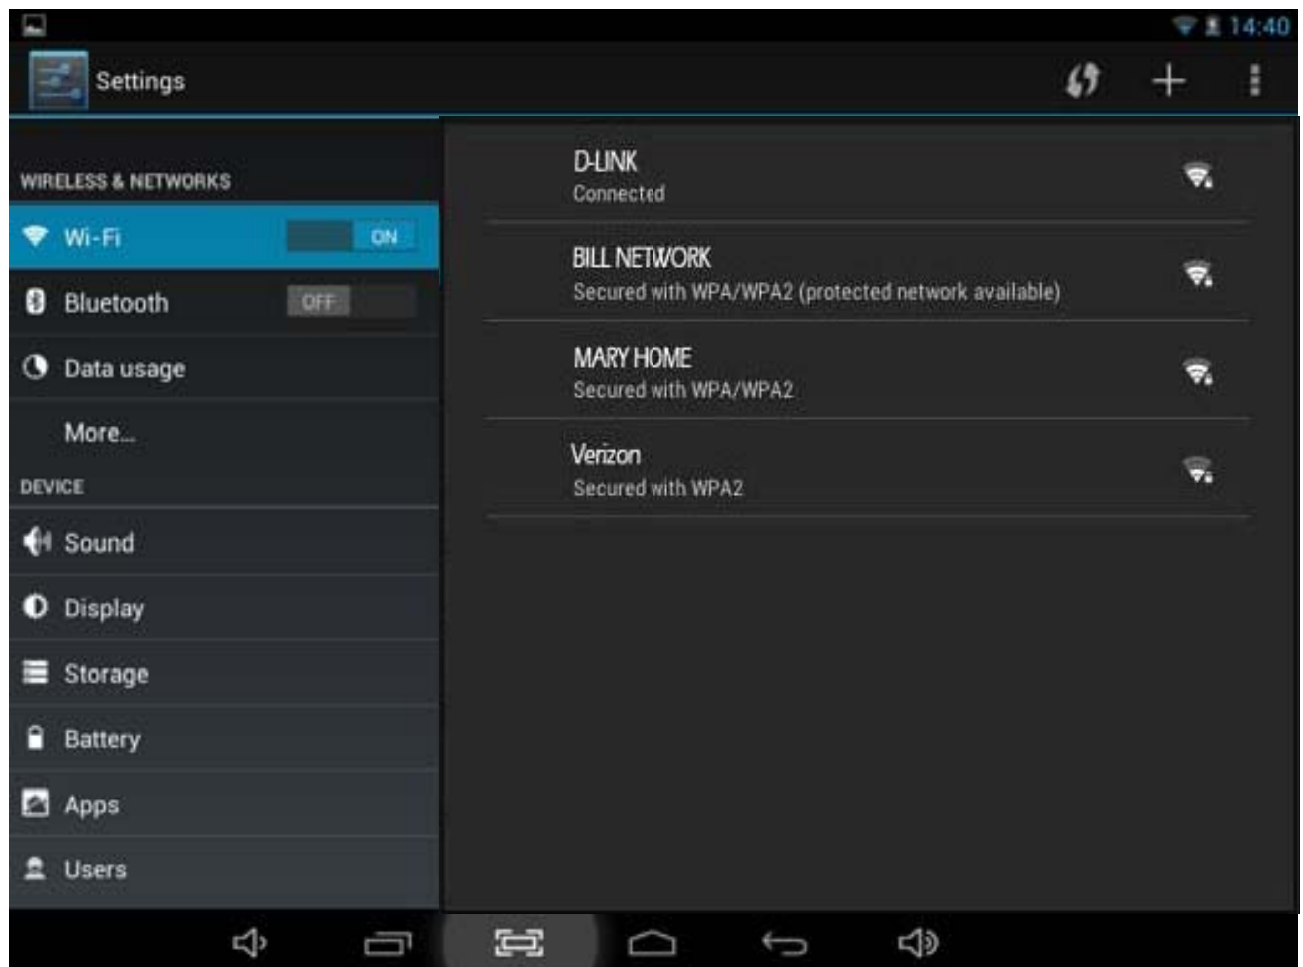 14:40
Settings
WIRELESS & NETWORKS
Wi-Fi ON
Bluetooth OFF
Data usage
More...
DEVICE
Sound
Display
Storage
Battery
Apps
Users
D-LINK
Connected
BILL NETWORK
Secured with WPA/WPA2 (protected network available)
MARY HOME
Secured with WPA/WPA2
Verizon
Secured with WPA2